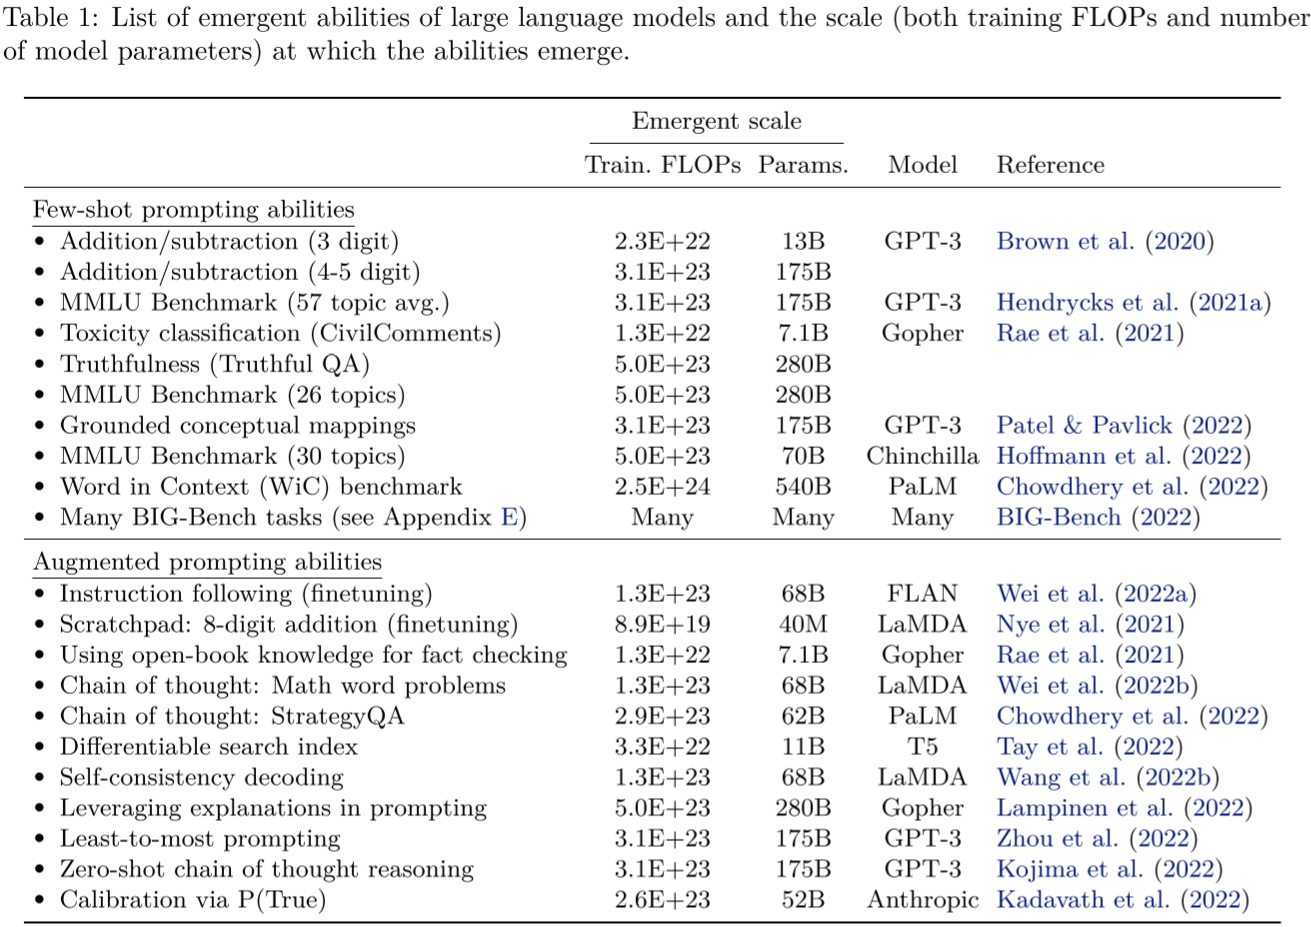 Table 1: List of emergent abilities of large language models and the scale (both training FLOPs and number
of model parameters) at which the abilities emerge.
Emergent scale
Train. FLOPs Params. Model Reference
Few-shot prompting abilities
• Addition/subtraction (3 digit) 2.3E+22 13B GPT-3 Brown et al. (2020)
• Addition/subtraction (4-5 digit) 3.1E+23 175B
• MMLU Benchmark (57 topic avg.) 3.1E+23 175B GPT-3 Hendrycks et al. (2021a)
• Toxicity classification (CivilComments) 1.3E+22 7.1B Gopher Rae et al. (2021)
• Truthfulness (Truthful QA) 5.0E+23 280B
• MMLU Benchmark (26 topics) 5.0E+23 280B
• Grounded conceptual mappings 3.1E+23 175B GPT-3 Patel & Pavlick (2022)
• MMLU Benchmark (30 topics) 5.0E+23 70B Chinchilla Hoffmann et al. (2022)
• Word in Context (WiC) benchmark 2.5E+24 540B PaLM Chowdhery et al. (2022)
• Many BIG-Bench tasks (see Appendix E) Many Many Many BIG-Bench (2022)
Augmented prompting abilities
• Instruction following (finetuning) 1.3E+23 68B FLAN Wei et al. (2022a)
• Scratchpad: 8-digit addition (finetuning) 8.9E+19 40M LaMDA Nye et al. (2021)
• Using open-book knowledge for fact checking 1.3E+22 7.1B Gopher Rae et al. (2021)
• Chain of thought: Math word problems 1.3E+23 68B LaMDA Wei et al. (2022b)
• Chain of thought: StrategyQA 2.9E+23 62B PaLM Chowdhery et al. (2022)
• Differentiable search index 3.3E+22 11B T5 Tay et al. (2022)
• Self-consistency decoding 1.3E+23 68B LaMDA Wang et al. (2022b)
• Leveraging explanations in prompting 5.0E+23 280B Gopher Lampinen et al. (2022)
• Least-to-most prompting 3.1E+23 175B GPT-3 Zhou et al. (2022)
• Zero-shot chain of thought reasoning 3.1E+23 175B GPT-3 Kojima et al. (2022)
• Calibration via P(True) 2.6E+23 52B Anthropic Kadavath et al. (2022)